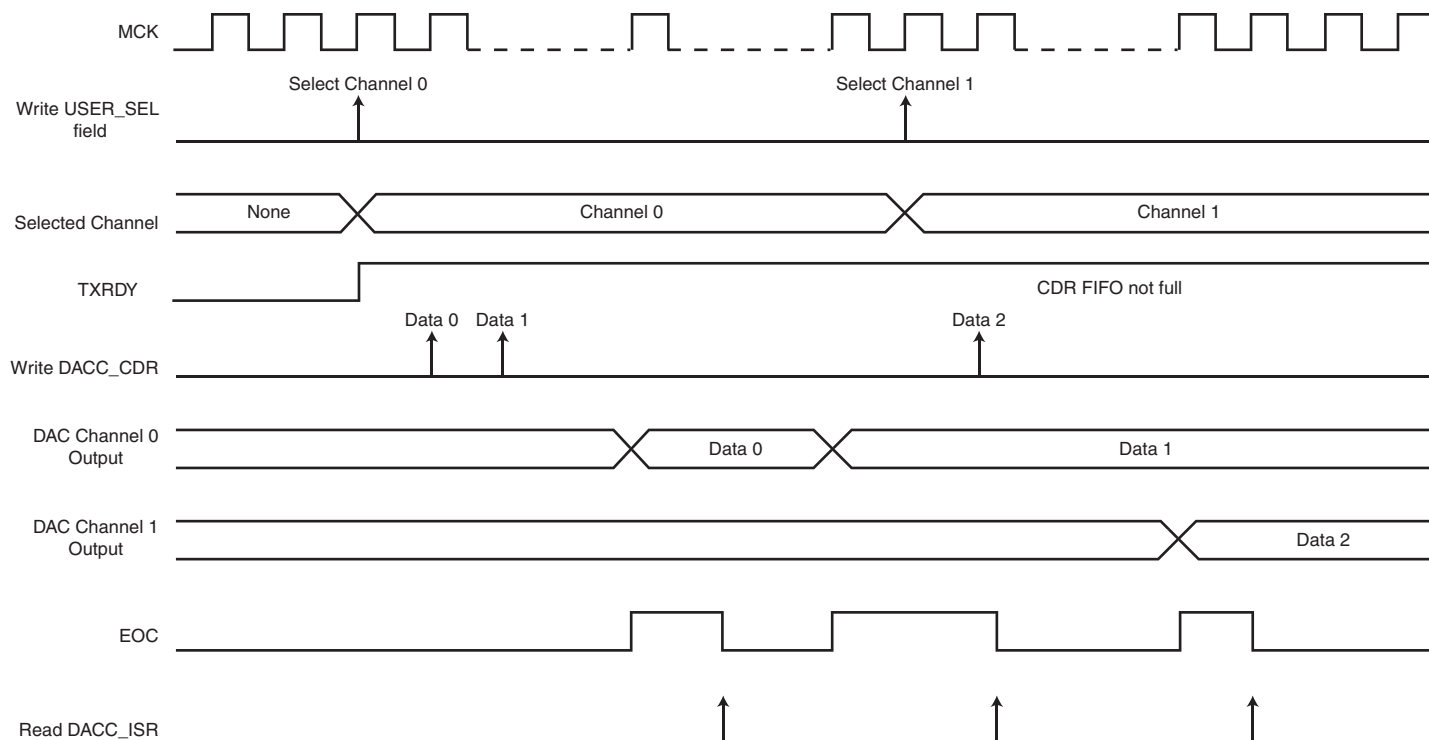 MCK
Select Channel 0
Select Channel 1
Write USER_SEL
field
None
Channel 0
Channel 1
Selected Channel
TXRDY
CDR FIFO not full
Data 0
Data 1
Data 2
Write DACC_CDR
DAC Channel 0
Output
Data 0
Data 1
DAC Channel 1
Output
Data 2
EOC
Read DACC_ISR